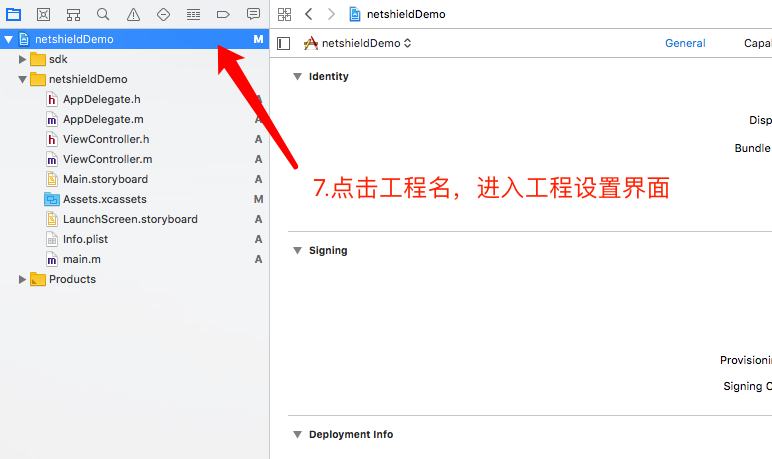 netshieldDemo
netshieldDemo M
netshieldDemo
General Capa
sdk
netshieldDemo
AppDelegate.h A
AppDelegate.m A
ViewController.h A
ViewController.m A
Main.storyboard A
Assets.xcassets M
LaunchScreen.storyboard A
Info.plist A
main.m A
Products
Identity
Disp
Bundle
7.点击工程名，进入工程设置界面
Signing
Provisionin
Signing C
Deployment Info